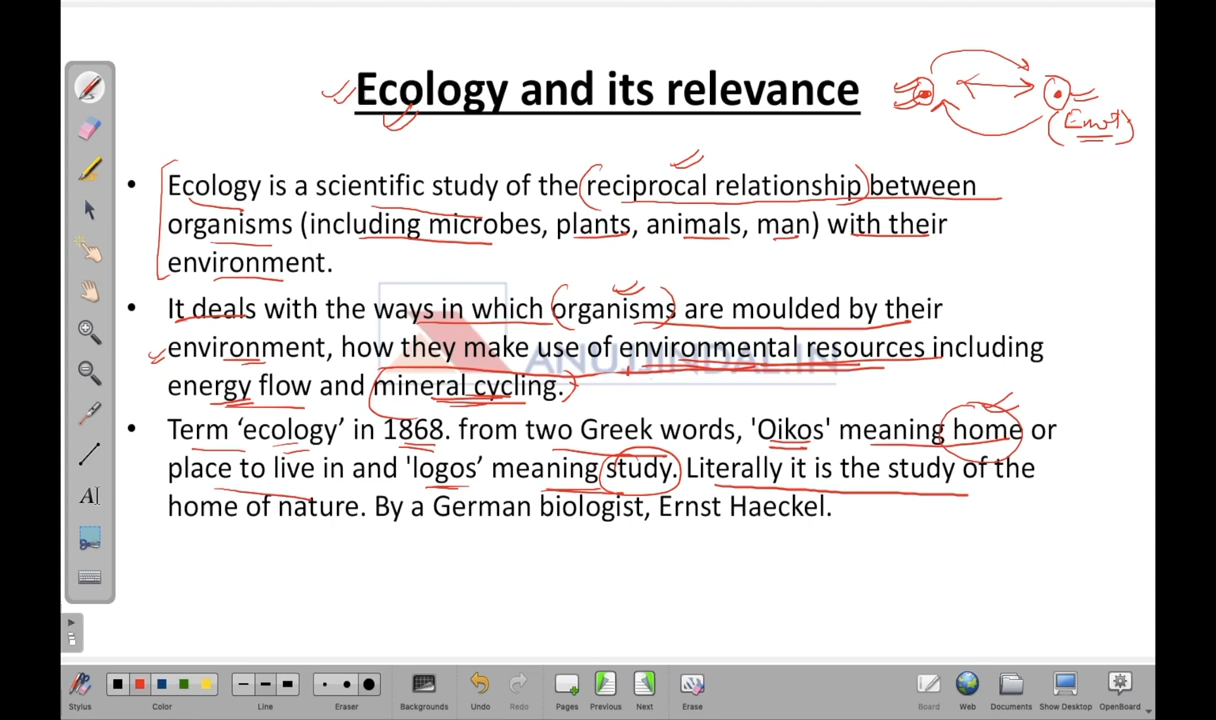 Ecology and its relevance
• Ecology is a scientific study of the reciprocal relationship between
organisms (including microbes, plants, animals, man) with their
environment.
• It deals with the ways in which organisms are moulded by their
environment, how they make use of environmental resources including
energy flow and mineral cycling.
• Term ‘ecology’ in 1868. from two Greek words, 'Oikos' meaning home or
place to live in and 'logos’ meaning study. Literally it is the study of the
home of nature. By a German biologist, Ernst Haeckel.
ANUJJINDAL.IN
Stylus
Color
Line
Eraser
Backgrounds
Undo
Redo
Pages
Previous
Next
Erase
Board
Web
Documents
Show Desktop
OpenBoard